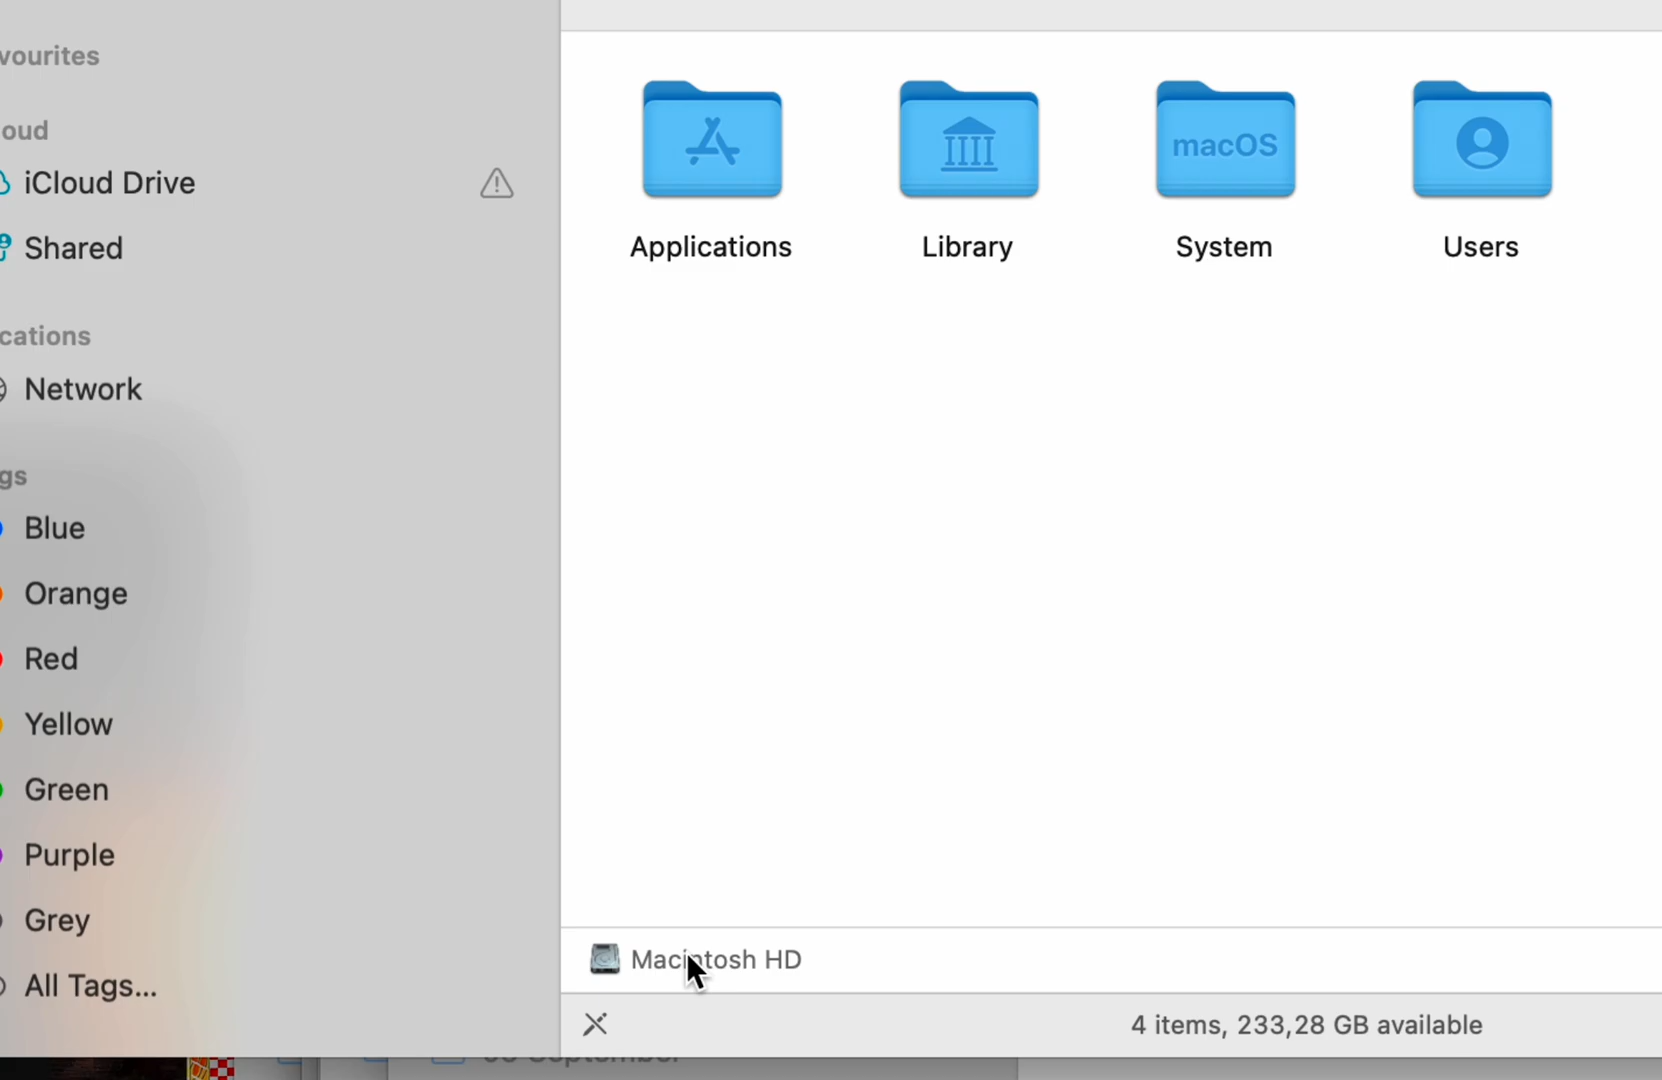 vourites
oud
iCloud Drive
Shared
cations
Network
gs
Blue
Orange
Red
Yellow
Green
Purple
Grey
All Tags...
macOS
Applications
Library
System
Users
Macintosh HD
4 items, 233,28 GB available
September